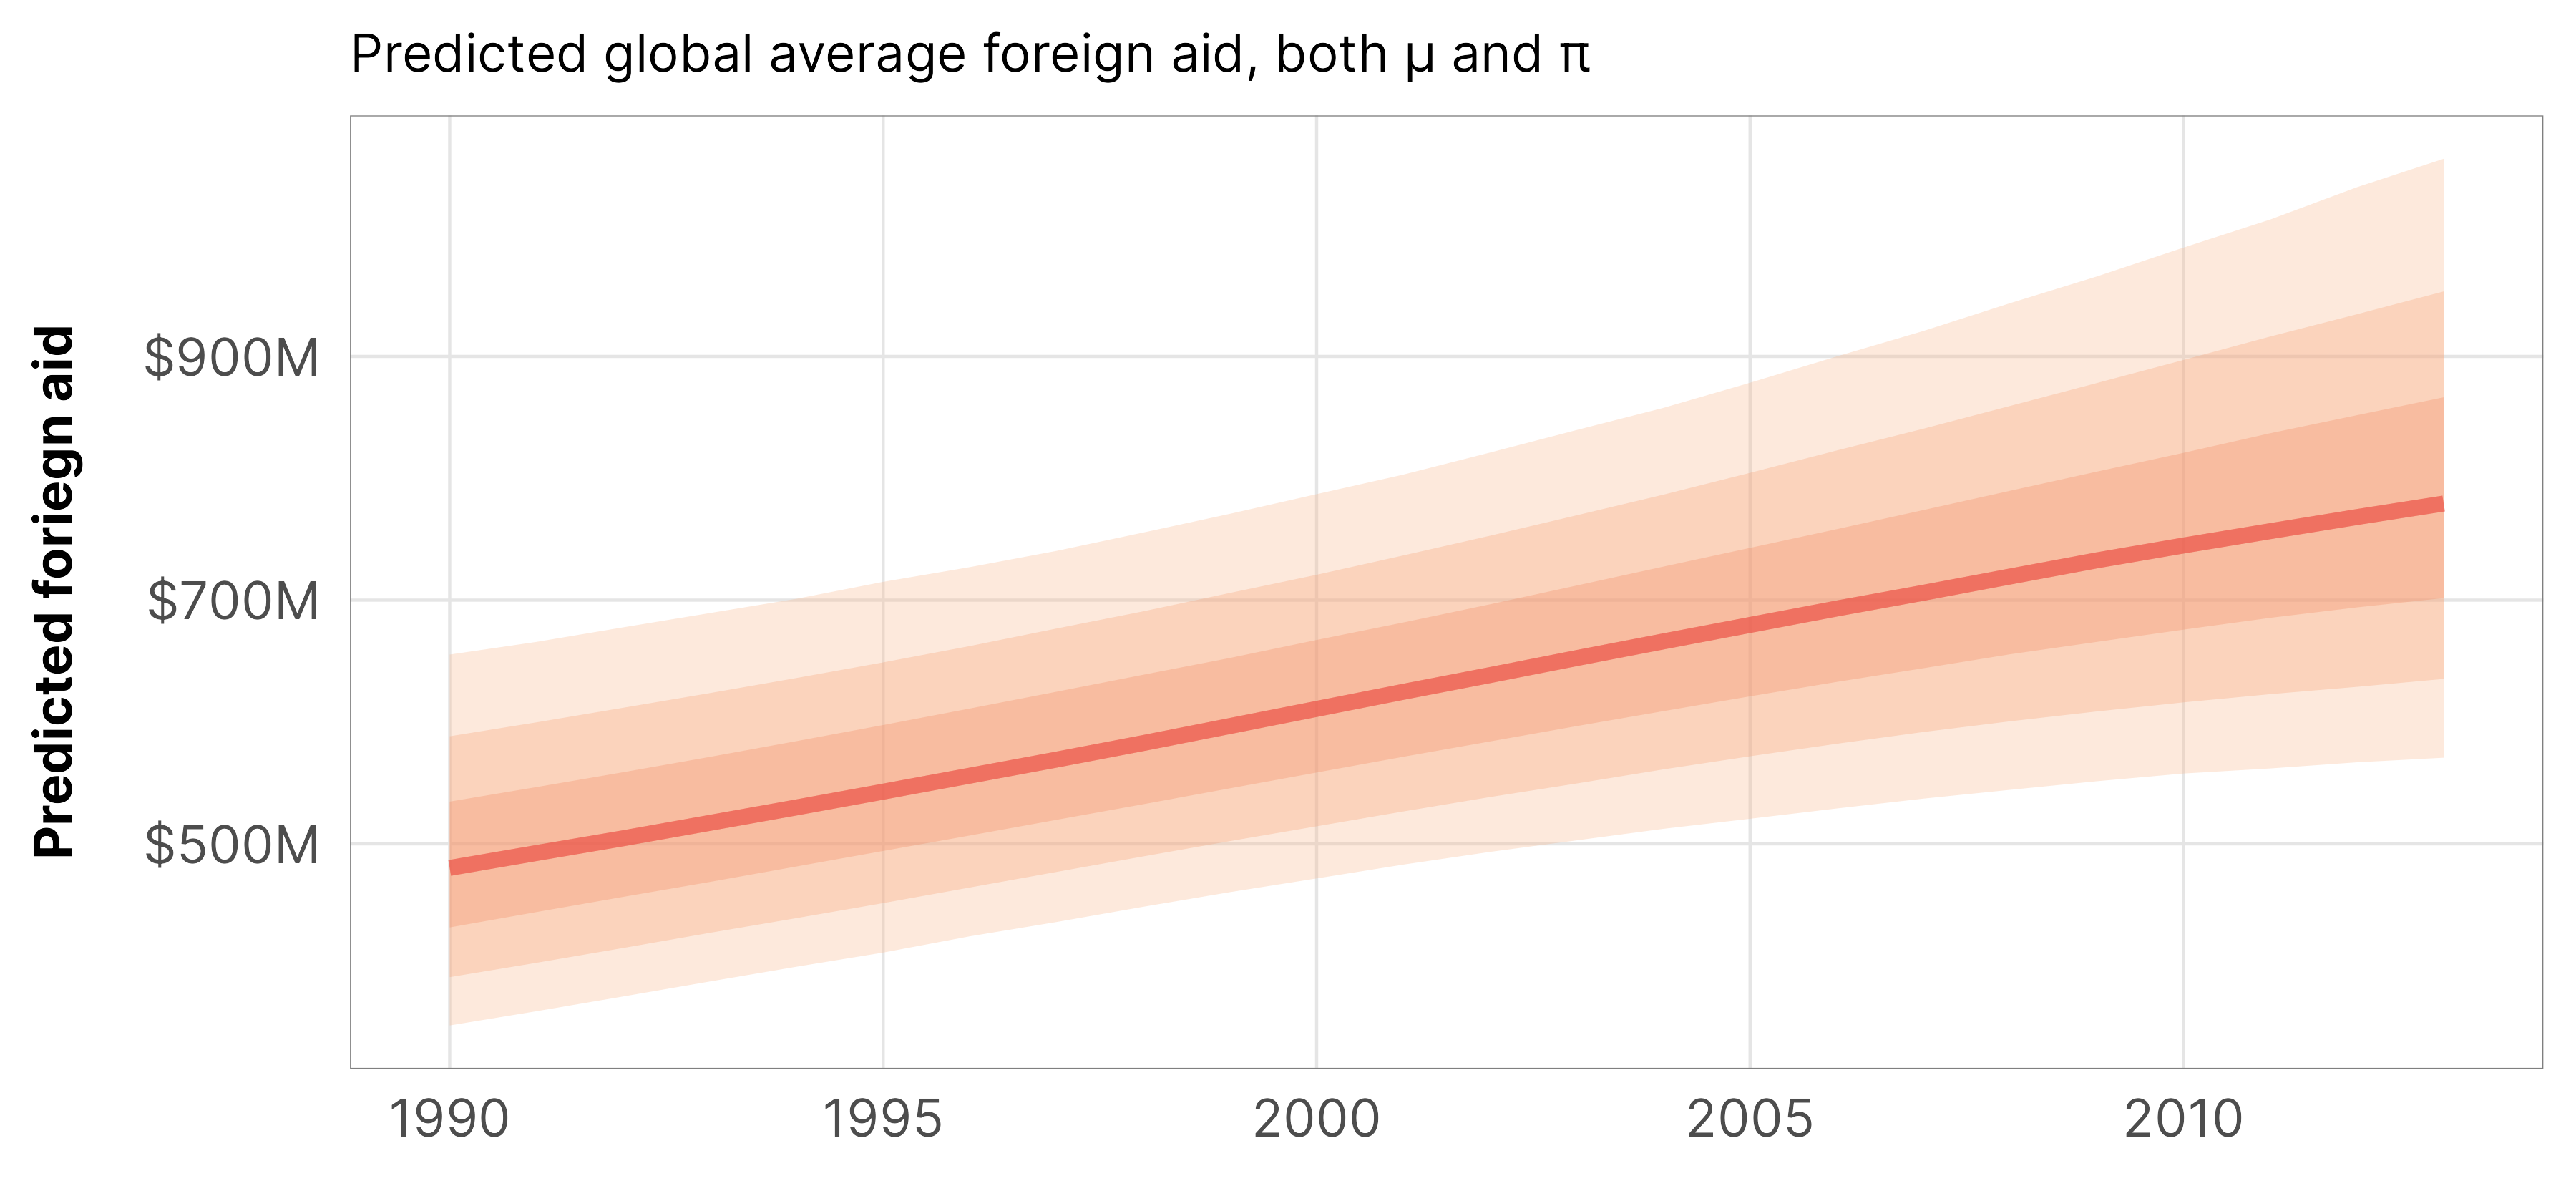 Predicted global average foreign aid, both μ and π
Predicted foriegn aid
$900M
$700M
$500M
1990
1995
2000
2005
2010